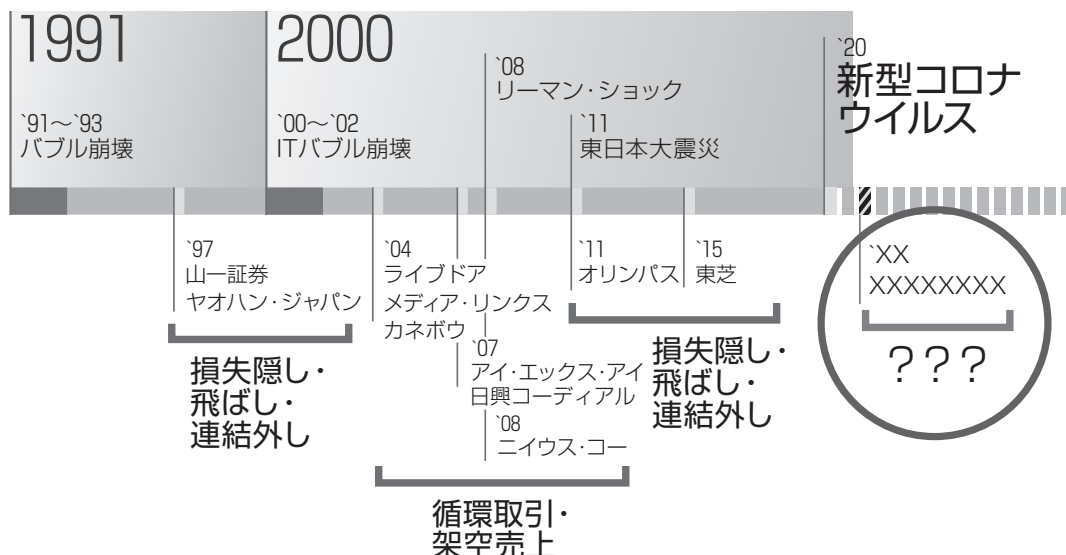 1991
`91～`93
バブル崩壊
2000
`00～`02
ITバブル崩壊
`08
リーマン・ショック
`11
東日本大震災
`20
新型コロナ
ウイルス
`97
山一証券
ヤオハン・ジャパン
損失隠し・
飛ばし・
連結外し
`04
ライブドア
メディア・リンクス
カネボウ
`07
アイ・エックス・アイ
日興コーディアル
`08
ニイウス・コー
循環取引・
架空売上
`11
オリンパス
`15
東芝
損失隠し・
飛ばし・
連結外し
`XX
XXXXXXXX
？？？